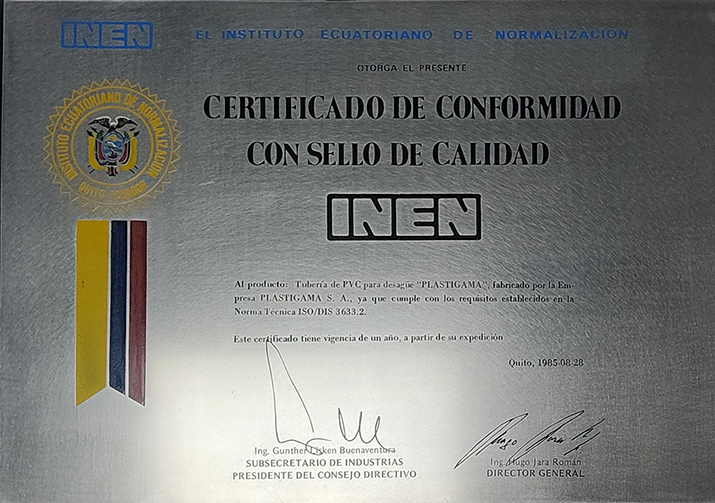 INEN
EL INSTITUTO ECUATORIANO DE NORMALIZACION
OTORGA EL PRESENTE
CERTIFICADO DE CONFORMIDAD
CON SELLO DE CALIDAD
INEN
INSTITUTO ECUATORIANO DE NORMALIZACION
QUITO ECUADOR
Al producto: Tubería de PVC para desagüe "PLASTIGAMA", fabricado por la Em-
presa PLASTIGAMA S. A., ya que cumple con los requisitos establecidos en la
Norma Técnica ISO/DIS 3633.2.
Este certificado tiene vigencia de un año, a partir de su expedición
Quito, 1985-08-28
Ing. Gunther Lisken Buenaventura
SUBSECRETARIO DE INDUSTRIAS
PRESIDENTE DEL CONSEJO DIRECTIVO
Ing. Hugo Jara Román
DIRECTOR GENERAL